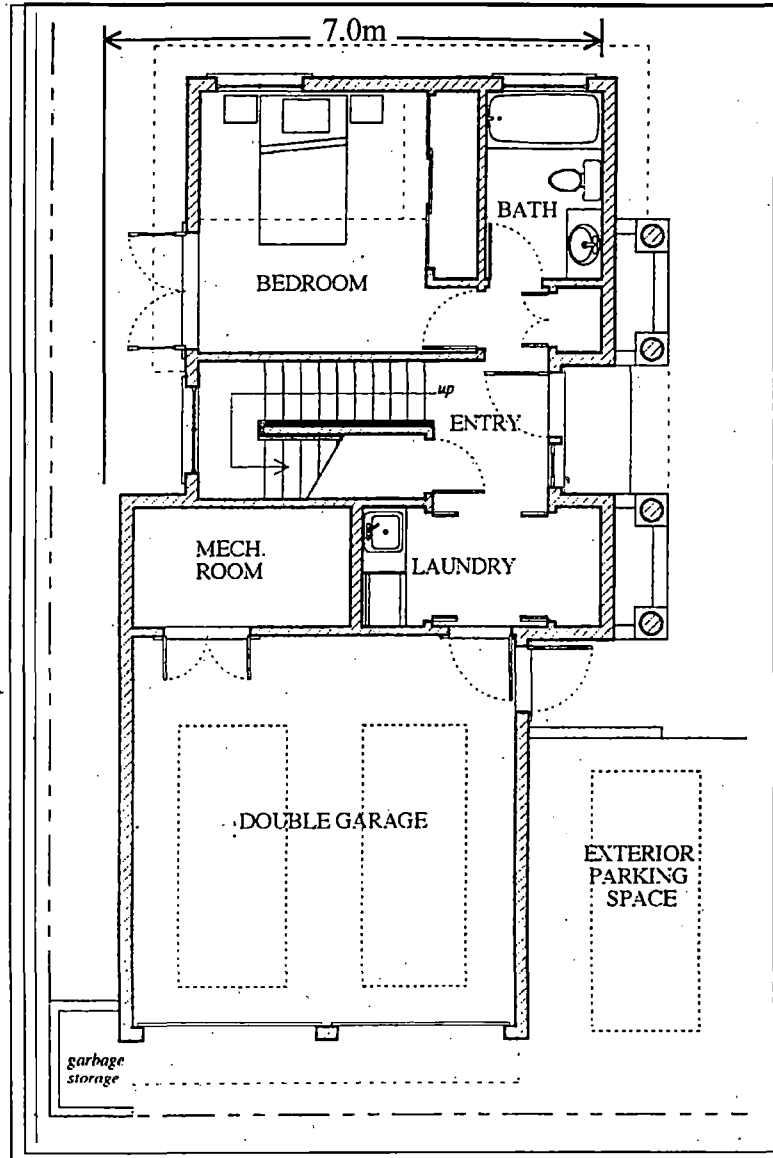 7.0m
BATH
BEDROOM
up
ENTRY
MECH.
ROOM
LAUNDRY
DOUBLE GARAGE
EXTERIOR
PARKING
SPACE
garbage
storage